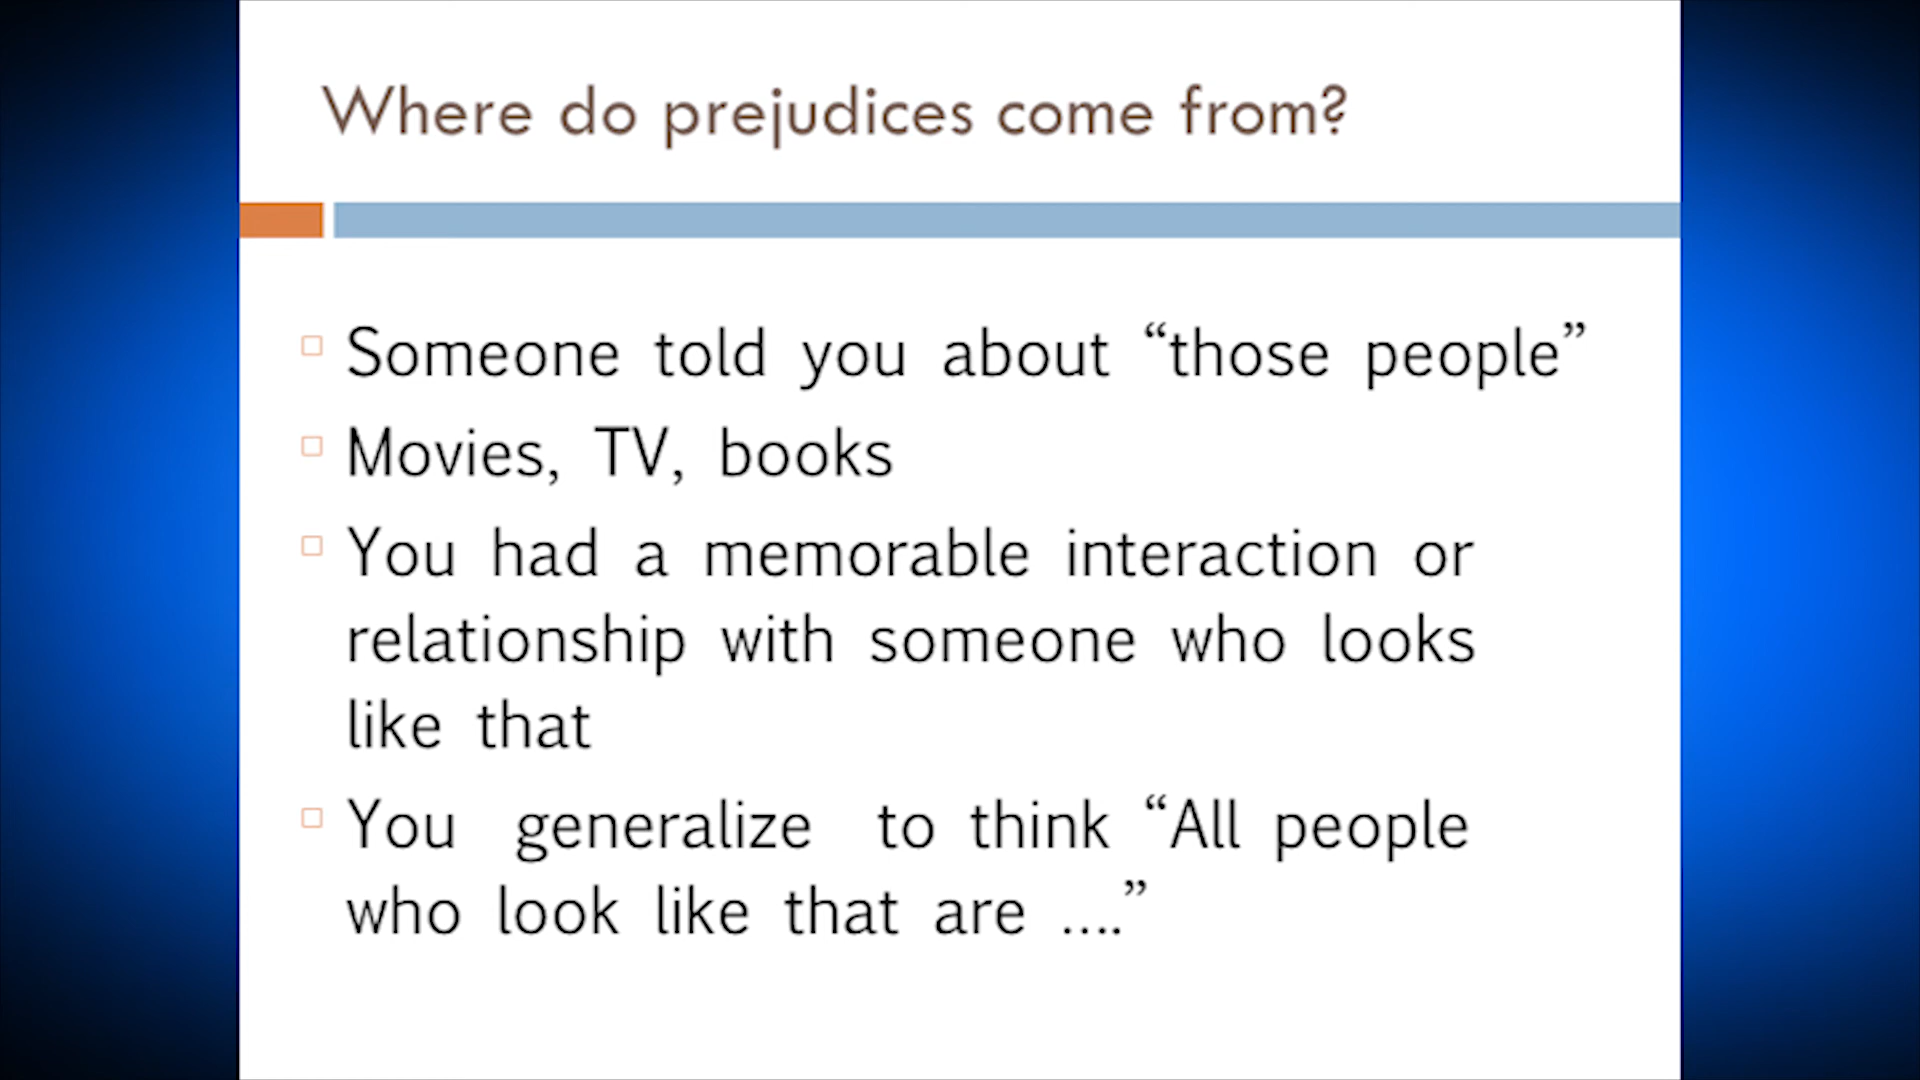 Where do prejudices come from?
Someone told you about “those people”
Movies, TV, books
You had a memorable interaction or
relationship with someone who looks
like that
You generalize to think “All people
who look like that are ....”